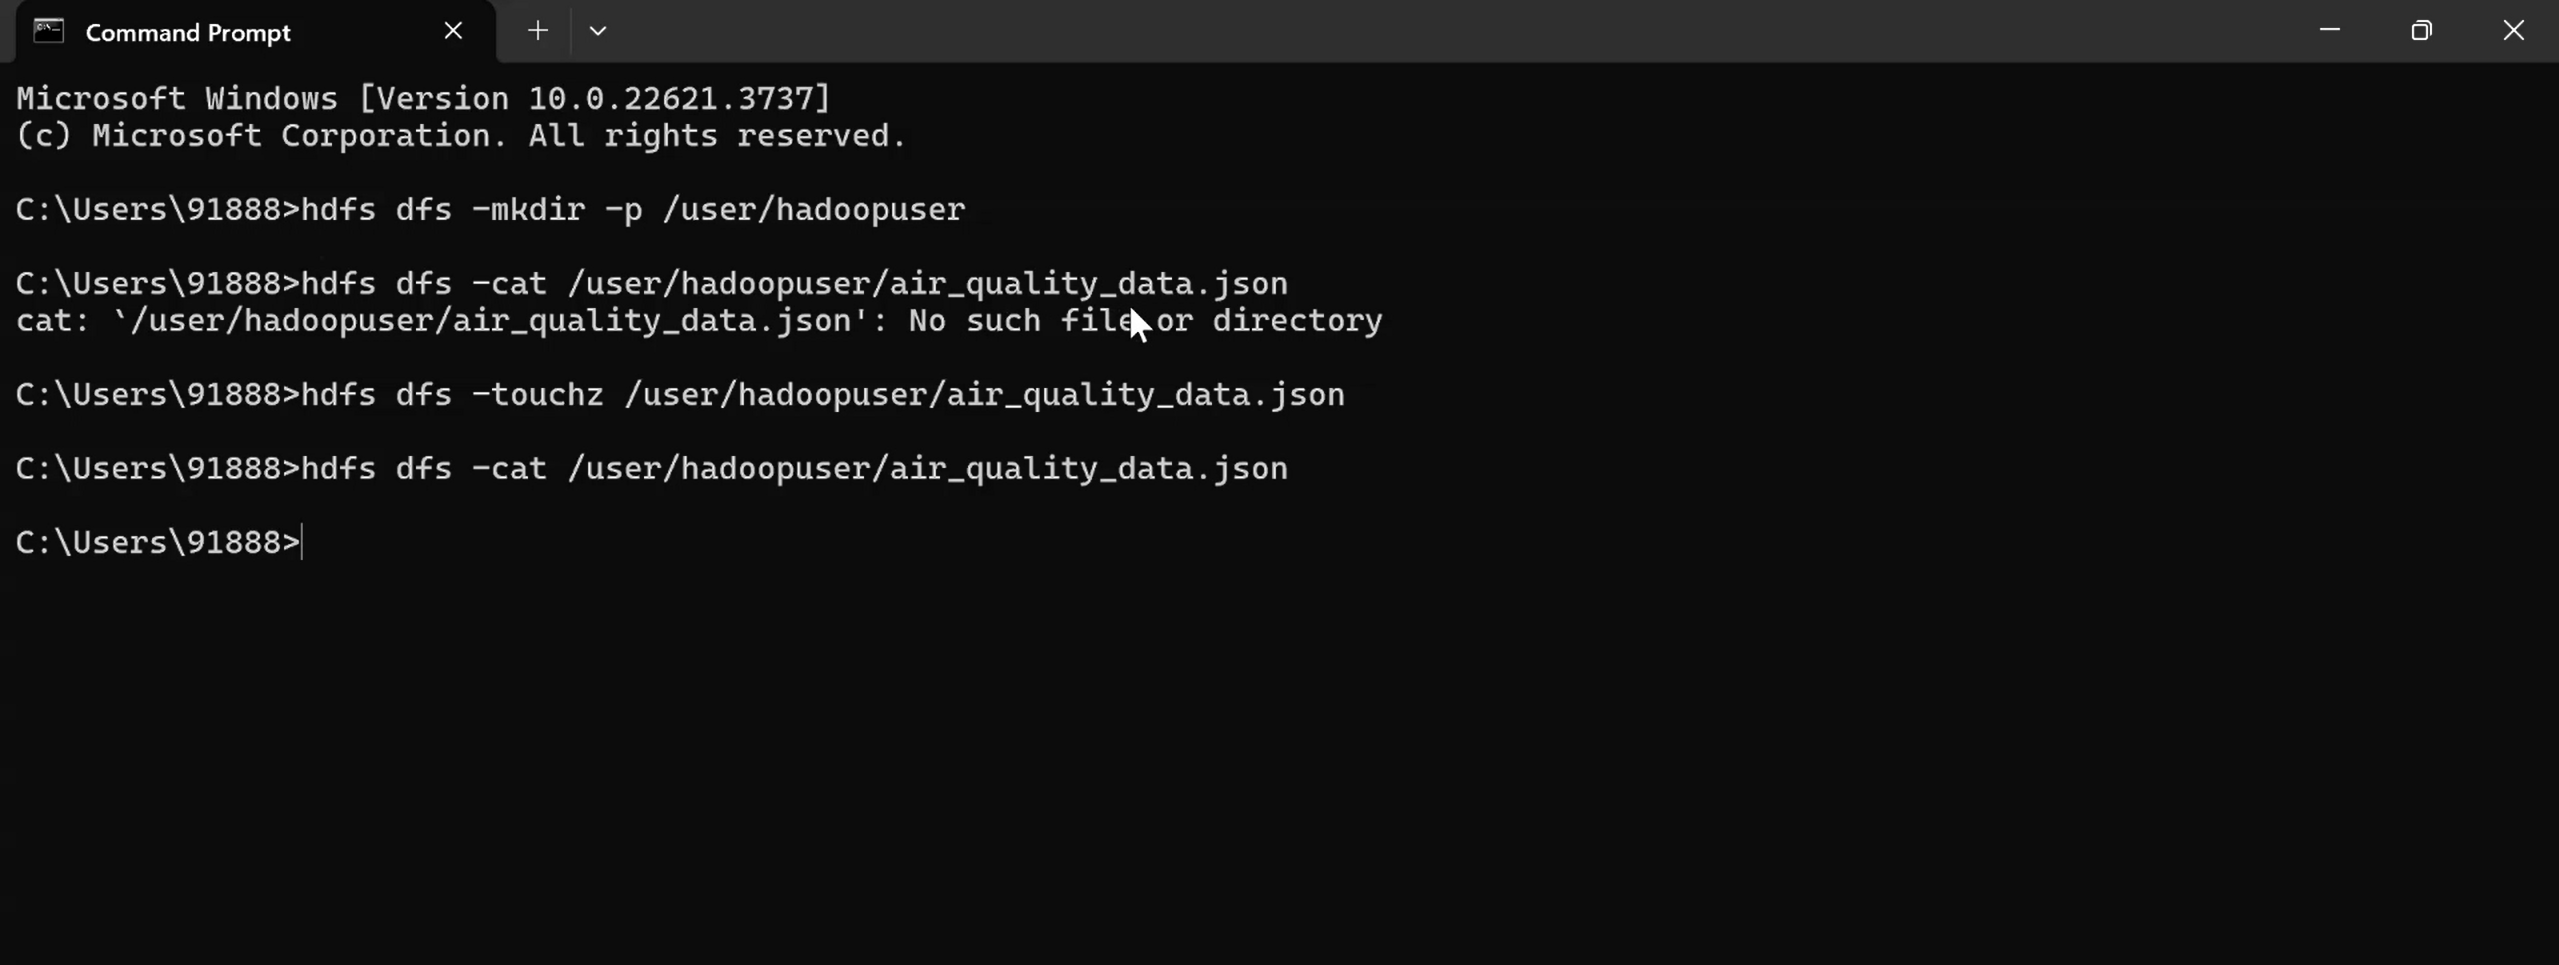 Command Prompt
Microsoft Windows [Version 10.0.22621.3737]
(c) Microsoft Corporation. All rights reserved.
C:\Users\91888>hdfs dfs -mkdir -p /user/hadoopuser
C:\Users\91888>hdfs dfs -cat /user/hadoopuser/air_quality_data.json
cat: `/user/hadoopuser/air_quality_data.json': No such file or directory
C:\Users\91888>hdfs dfs -touchz /user/hadoopuser/air_quality_data.json
C:\Users\91888>hdfs dfs -cat /user/hadoopuser/air_quality_data.json
C:\Users\91888>